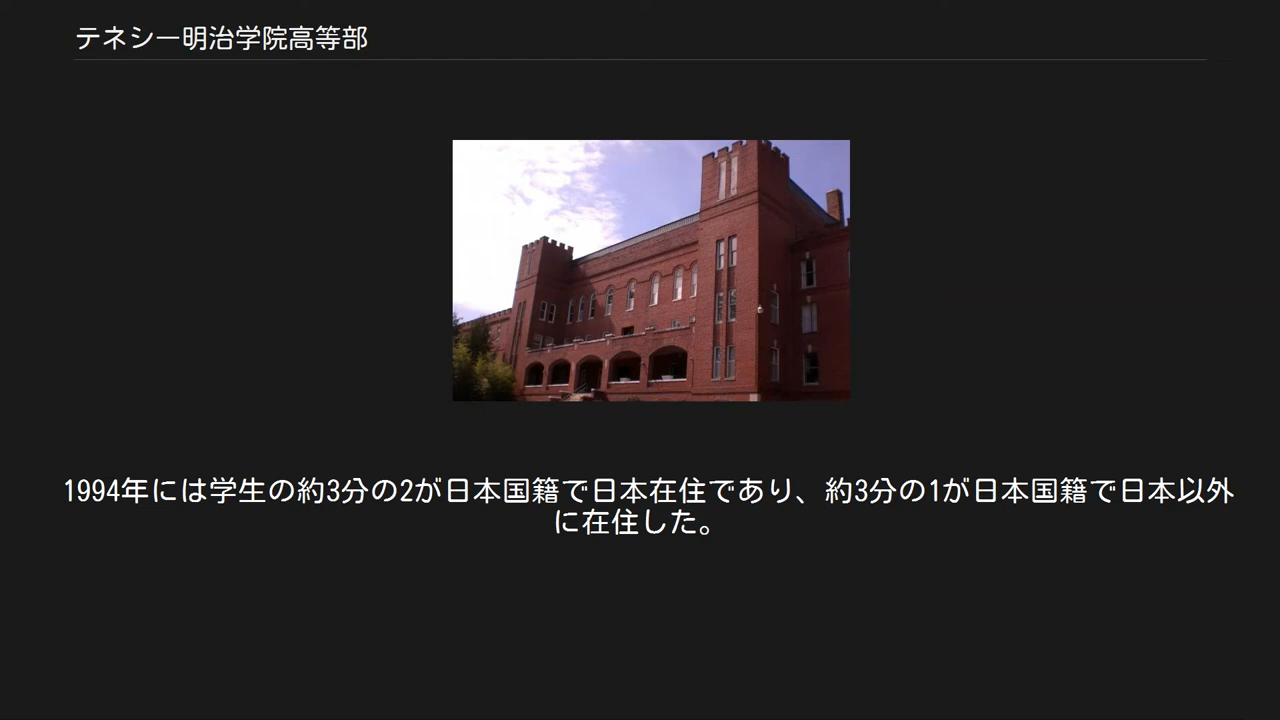 テネシー明治学院高等部
1994年には学生の約3分の2が日本国籍で日本在住であり、約3分の1が日本国籍で日本以外
に在住した。